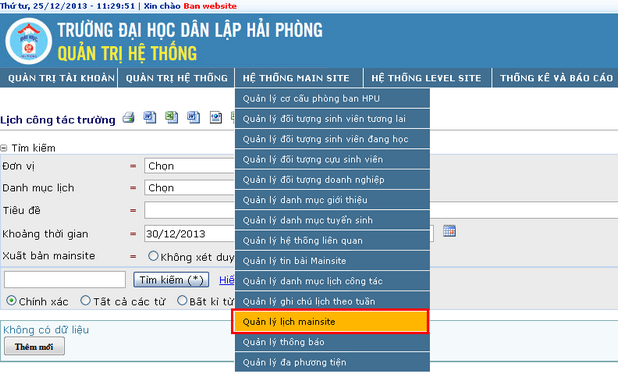 Thứ tư, 25/12/2013 - 11:29:51 | Xin chào Ban website
TRƯỜNG ĐẠI HỌC DÂN LẬP HẢI PHÒNG
QUẢN TRỊ HỆ THỐNG
QUẢN TRỊ TÀI KHOẢN QUẢN TRỊ HỆ THỐNG HỆ THỐNG MAIN SITE HỆ THỐNG LEVEL SITE THỐNG KÊ VÀ BÁO CÁO
Quản lý cơ cấu phòng ban HPU
Quản lý đối tượng sinh viên tương lai
Quản lý đối tượng sinh viên đang học
Quản lý đối tượng cựu sinh viên
Quản lý đối tượng doanh nghiệp
Quản lý danh mục giới thiệu
Quản lý danh mục tuyển sinh
Quản lý hệ thống liên quan
Quản lý tin bài Mainsite
Quản lý danh mục lịch công tác
Quản lý ghi chú lịch theo tuần
Quản lý lịch mainsite
Quản lý thông báo
Quản lý đa phương tiện
Lịch công tác trường
Tìm kiếm
Đơn vị = Chọn
Danh mục lịch = Chọn
Tiêu đề =
Khoảng thời gian = 30/12/2013
Xuất bản mainsite = Không xét duy
Tìm kiếm (*) Hiể
Chính xác Tất cả các từ Bất kì từ
Không có dữ liệu
Thêm mới